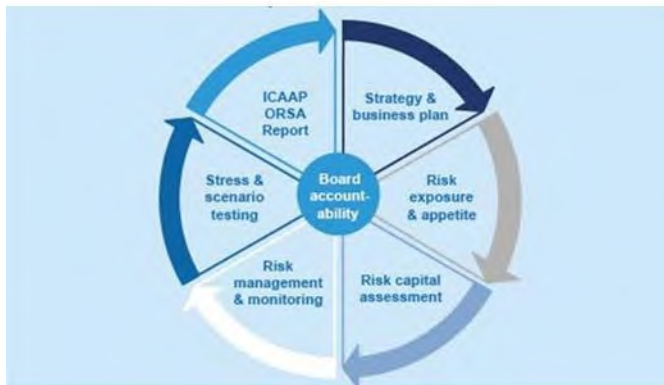 Strategy &
business plan
Risk
exposure
& appetite
Risk capital
assessment
Risk
management
& monitoring
Stress &
scenario
testing
ICAAP
ORSA
Report
Board
account-
ability